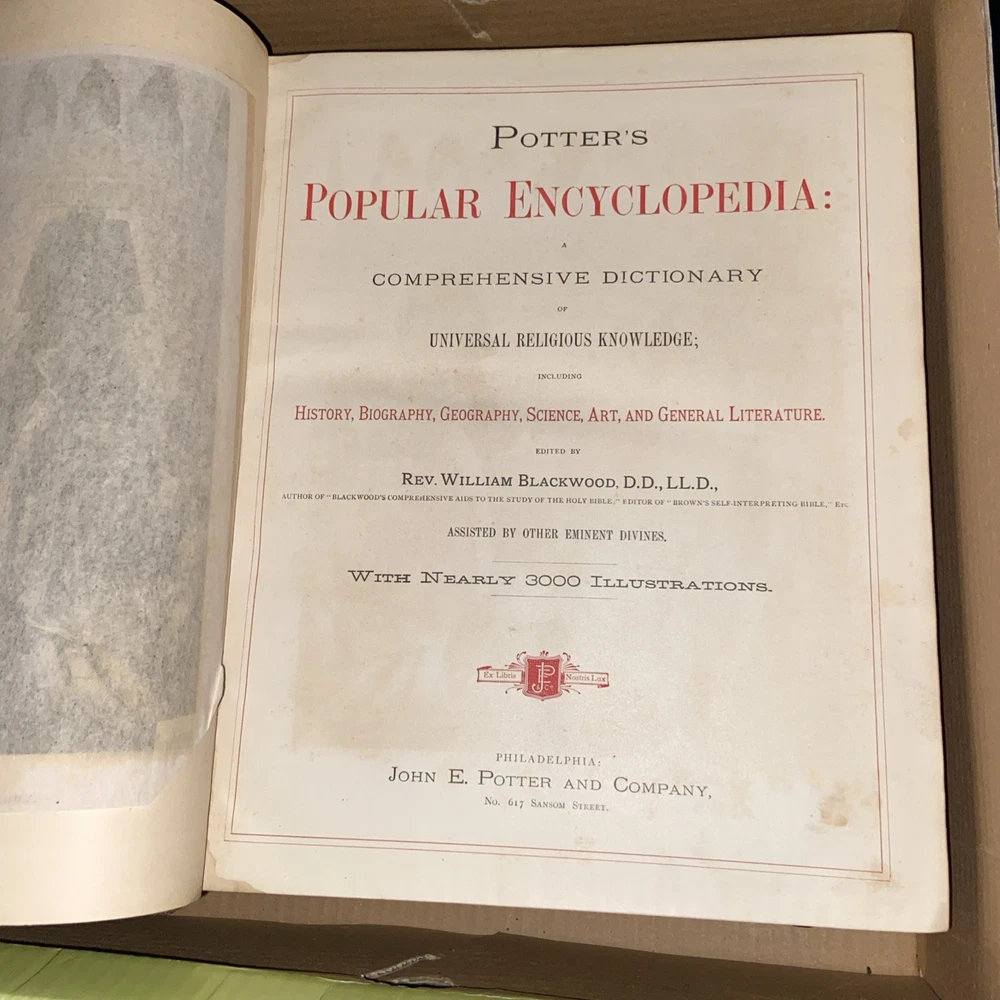 POTTER'S
POPULAR ENCYCLOPEDIA:
A
COMPREHENSIVE DICTIONARY
OF
UNIVERSAL RELIGIOUS KNOWLEDGE;
INCLUDING
HISTORY, BIOGRAPHY, GEOGRAPHY, SCIENCE, ART, AND GENERAL LITERATURE.
EDITED BY
REV. WILLIAM BLACKWOOD, D.D., LL.D.,
AUTHOR OF "BLACKWOOD'S COMPREHENSIVE AIDS TO THE STUDY OF THE HOLY BIBLE," EDITOR OF "BROWN'S SELF-INTERPRETING BIBLE," ETC.
ASSISTED BY OTHER EMINENT DIVINES.
WITH NEARLY 3000 ILLUSTRATIONS.
Ex Libris Nostris Lux
PHILADELPHIA:
JOHN E. POTTER AND COMPANY,
No. 617 SANSOM STREET.